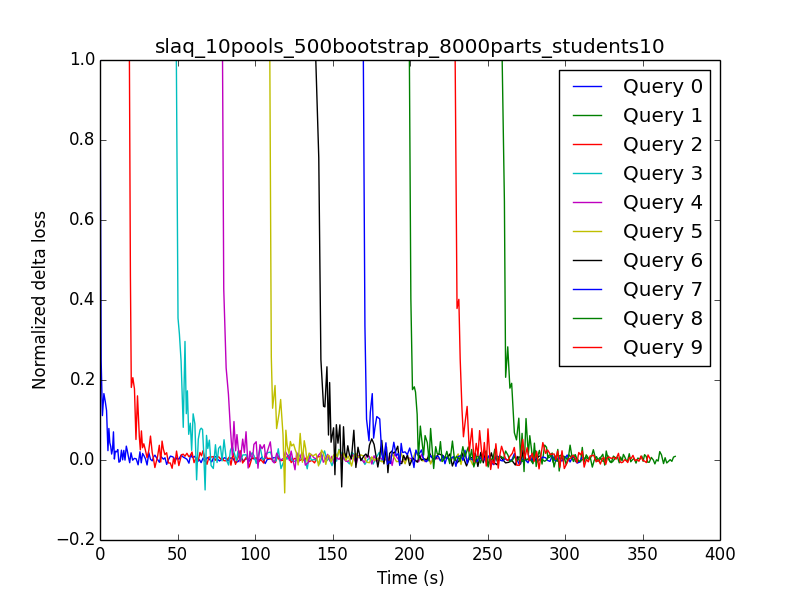 slaq_10pools_500bootstrap_8000parts_students10
1.0
0.8
0.6
0.4
0.2
0.0
−0.2
Normalized delta loss
0
50
100
150
200
250
300
350
400
Time (s)
Query 0
Query 1
Query 2
Query 3
Query 4
Query 5
Query 6
Query 7
Query 8
Query 9